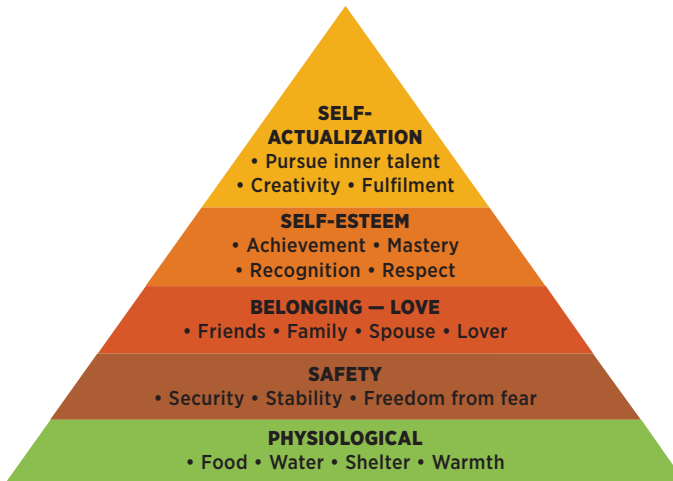 SELF-
ACTUALIZATION
• Pursue inner talent
• Creativity • Fulfilment
SELF-ESTEEM
• Achievement • Mastery
• Recognition • Respect
BELONGING — LOVE
• Friends • Family • Spouse • Lover
SAFETY
• Security • Stability • Freedom from fear
PHYSIOLOGICAL
• Food • Water • Shelter • Warmth